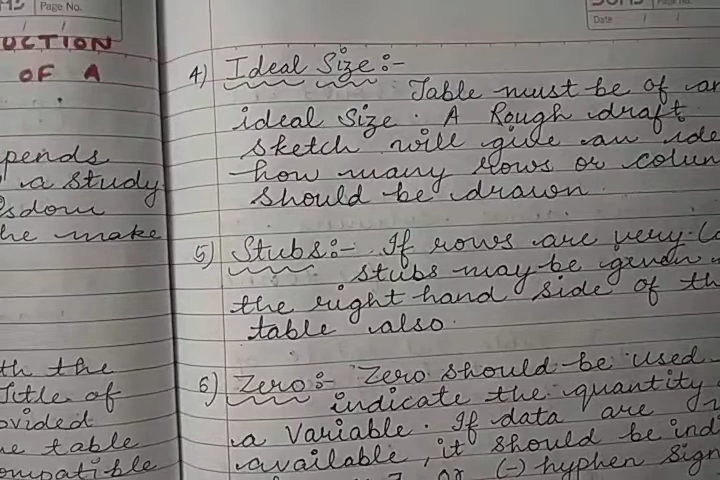 Page No.
Date / /
UCTION
OF A
pends
a study
sdom
he make
th the
Title of
ovided
he table
ompatible
4) Ideal Size :-
Table must be of an
ideal size. A Rough draft
sketch will give an ide
how many rows or colun
should be drawn.
5) Stubs :- If rows are very lo
stubs may be given
the right hand side of th
table also.
6) Zero :- Zero should be used
indicate the quantity
a Variable. If data are
available, it should be ind
or (-) hyphen sign